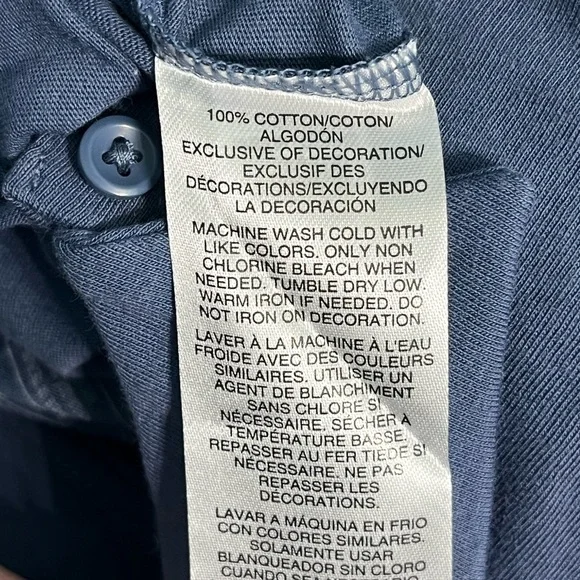 100% COTTON/COTON/
ALGODÓN
EXCLUSIVE OF DECORATION/
EXCLUSIF DES
DÉCORATIONS/EXCLUYENDO
LA DECORACIÓN
MACHINE WASH COLD WITH
LIKE COLORS. ONLY NON
CHLORINE BLEACH WHEN
NEEDED. TUMBLE DRY LOW.
WARM IRON IF NEEDED. DO
NOT IRON ON DECORATION.
LAVER À LA MACHINE À L'EAU
FROIDE AVEC DES COULEURS
SIMILAIRES. UTILISER UN
AGENT DE BLANCHIMENT
SANS CHLORE SI
NÉCESSAIRE. SÉCHER À
TEMPÉRATURE BASSE.
REPASSER AU FER TIÈDE SI
NÉCESSAIRE. NE PAS
REPASSER LES
DÉCORATIONS.
LAVAR A MÁQUINA EN FRIO
CON COLORES SIMILARES.
SOLAMENTE USAR
BLANQUEADOR SIN CLORO
CUANDO SEA NECESARIO